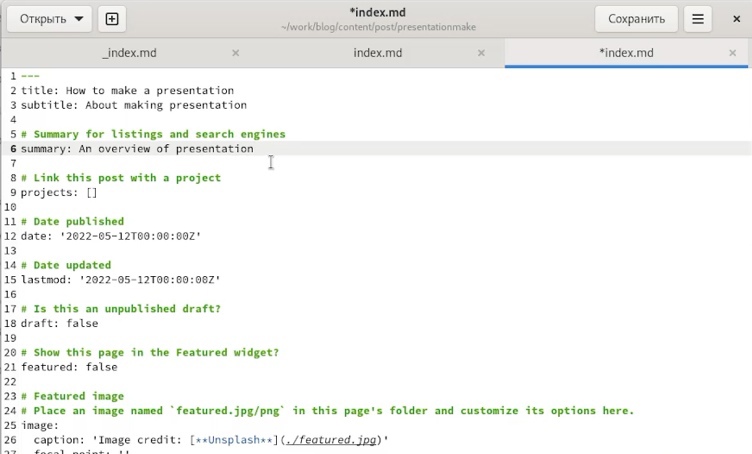 Открыть
*index.md
~/work/blog/content/post/presentationmake
Сохранить
_index.md
index.md
*index.md
1 ---
2 title: How to make a presentation
3 subtitle: About making presentation
4
5 # Summary for listings and search engines
6 summary: An overview of presentation
7
8 # Link this post with a project
9 projects: []
10
11 # Date published
12 date: '2022-05-12T00:00:00Z'
13
14 # Date updated
15 lastmod: '2022-05-12T00:00:00Z'
16
17 # Is this an unpublished draft?
18 draft: false
19
20 # Show this page in the Featured widget?
21 featured: false
22
23 # Featured image
24 # Place an image named `featured.jpg/png` in this page's folder and customize its options here.
25 image:
26   caption: 'Image credit: [**Unsplash**](./featured.jpg)'
27   focal_point: ''